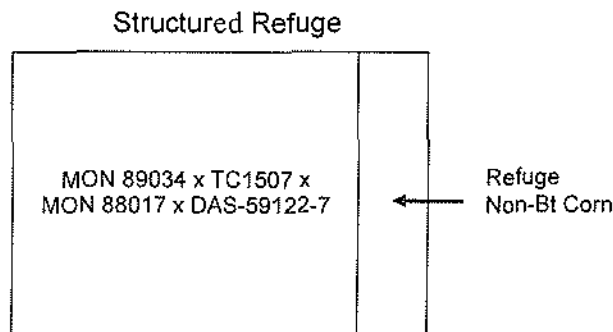 Structured Refuge
MON 89034 x TC1507 x
MON 88017 x DAS-59122-7
Refuge
Non-Bt Corn